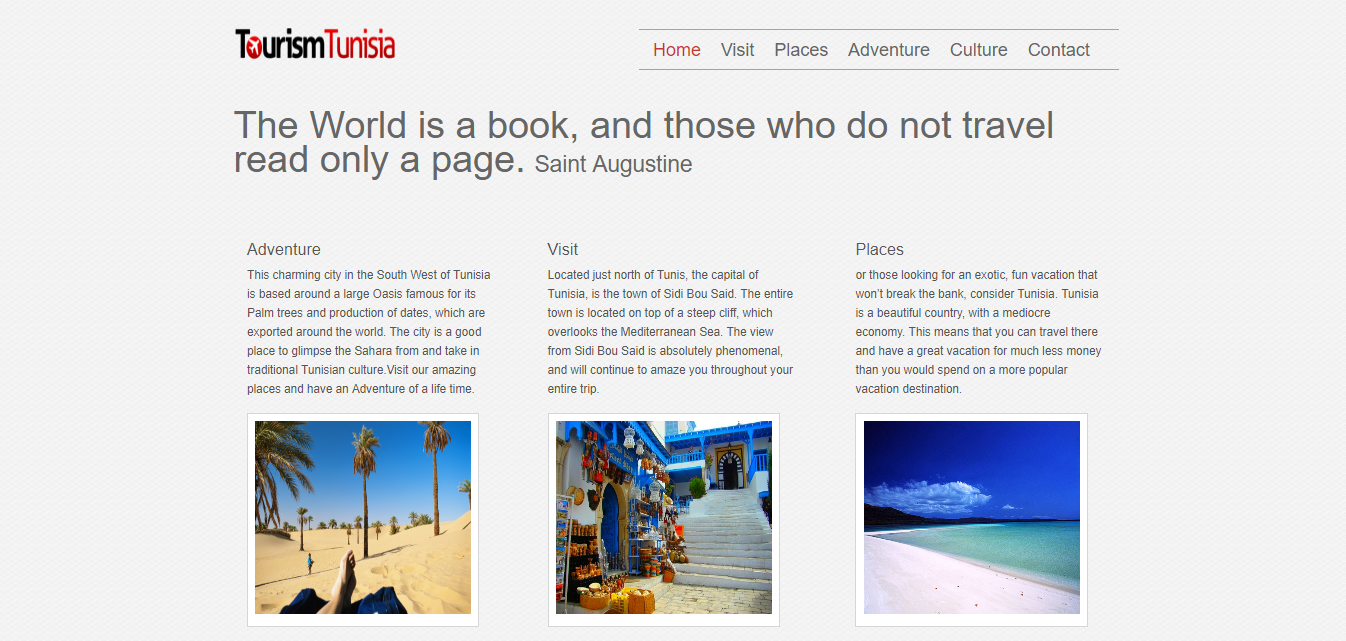 TourismTunisia
Home Visit Places Adventure Culture Contact
The World is a book, and those who do not travel
read only a page. Saint Augustine
Adventure
This charming city in the South West of Tunisia
is based around a large Oasis famous for its
Palm trees and production of dates, which are
exported around the world. The city is a good
place to glimpse the Sahara from and take in
traditional Tunisian culture.Visit our amazing
places and have an Adventure of a life time.
Visit
Located just north of Tunis, the capital of
Tunisia, is the town of Sidi Bou Said. The entire
town is located on top of a steep cliff, which
overlooks the Mediterranean Sea. The view
from Sidi Bou Said is absolutely phenomenal,
and will continue to amaze you throughout your
entire trip.
Places
or those looking for an exotic, fun vacation that
won’t break the bank, consider Tunisia. Tunisia
is a beautiful country, with a mediocre
economy. This means that you can travel there
and have a great vacation for much less money
than you would spend on a more popular
vacation destination.